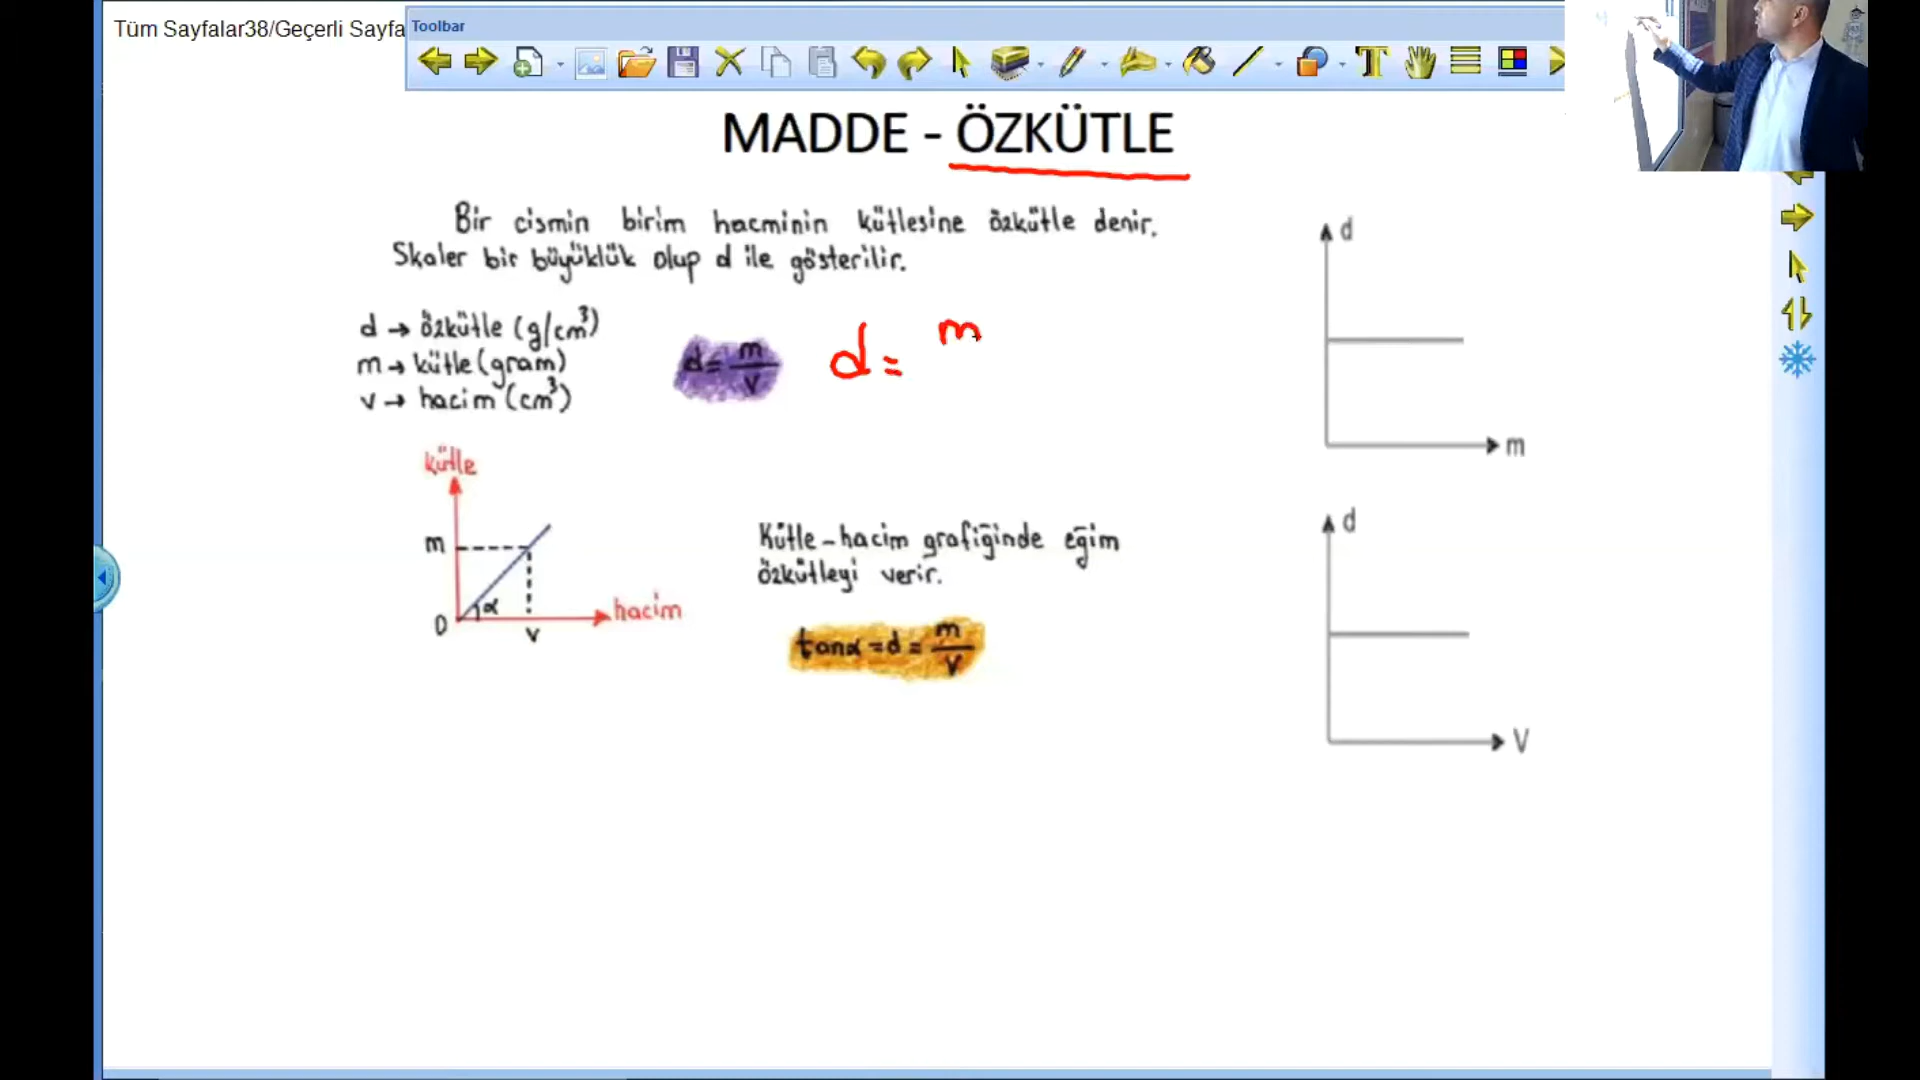 Tüm Sayfalar38/Geçerli Sayfa
Toolbar
MADDE - ÖZKÜTLE
Bir cismin birim hacminin kütlesine özkütle denir.
Skaler bir büyüklük olup d ile gösterilir.
d → özkütle (g/cm³)
m → kütle (gram)
v → hacim (cm³)
d = m/v
d = m
kütle
m
0
α
v
hacim
Kütle-hacim grafiğinde eğim
özkütleyi verir.
tanα = d = m/v
d
m
d
V